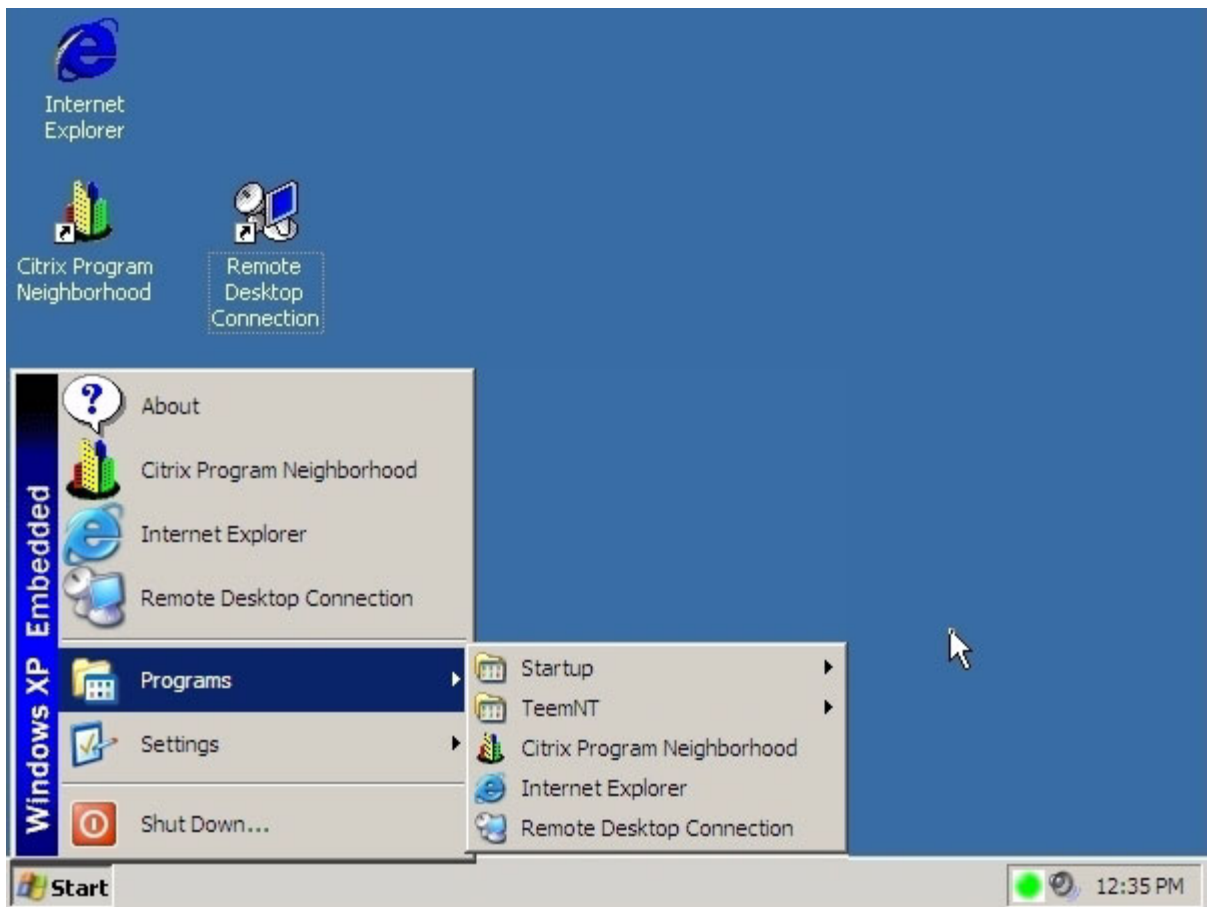 Internet
Explorer
Citrix Program
Neighborhood
Remote
Desktop
Connection
Windows XP Embedded
About
Citrix Program Neighborhood
Internet Explorer
Remote Desktop Connection
Programs
Settings
Shut Down...
Startup
TeemNT
Citrix Program Neighborhood
Internet Explorer
Remote Desktop Connection
Start
12:35 PM